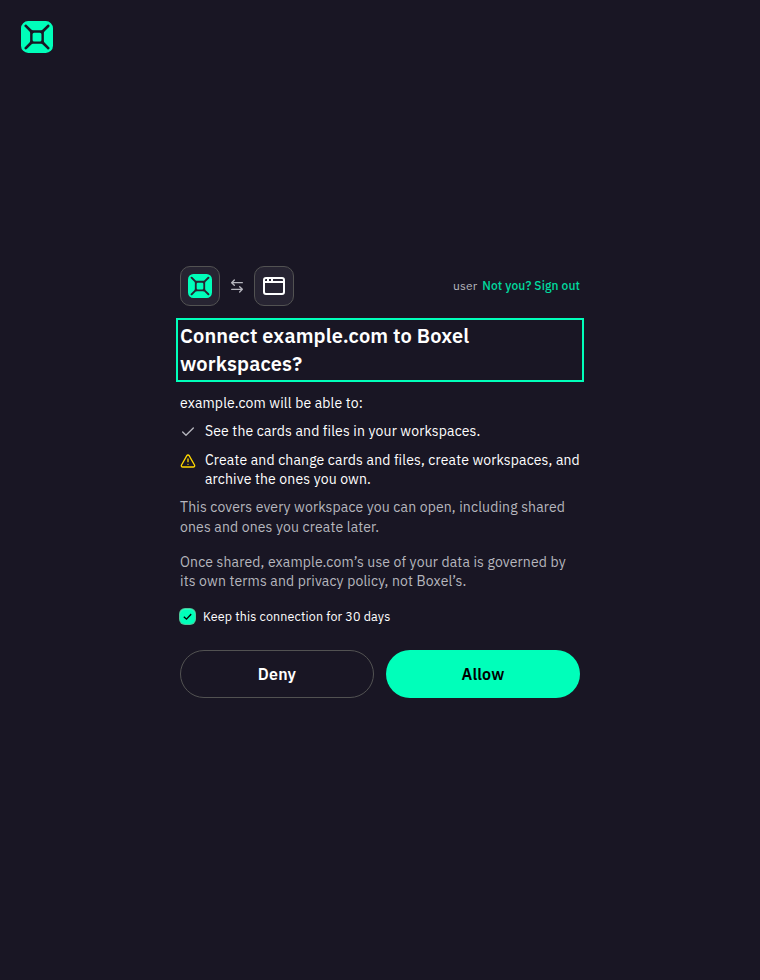 user Not you? Sign out
Connect example.com to Boxel
workspaces?
example.com will be able to:
See the cards and files in your workspaces.
Create and change cards and files, create workspaces, and
archive the ones you own.
This covers every workspace you can open, including shared
ones and ones you create later.
Once shared, example.com’s use of your data is governed by
its own terms and privacy policy, not Boxel’s.
Keep this connection for 30 days
Deny
Allow